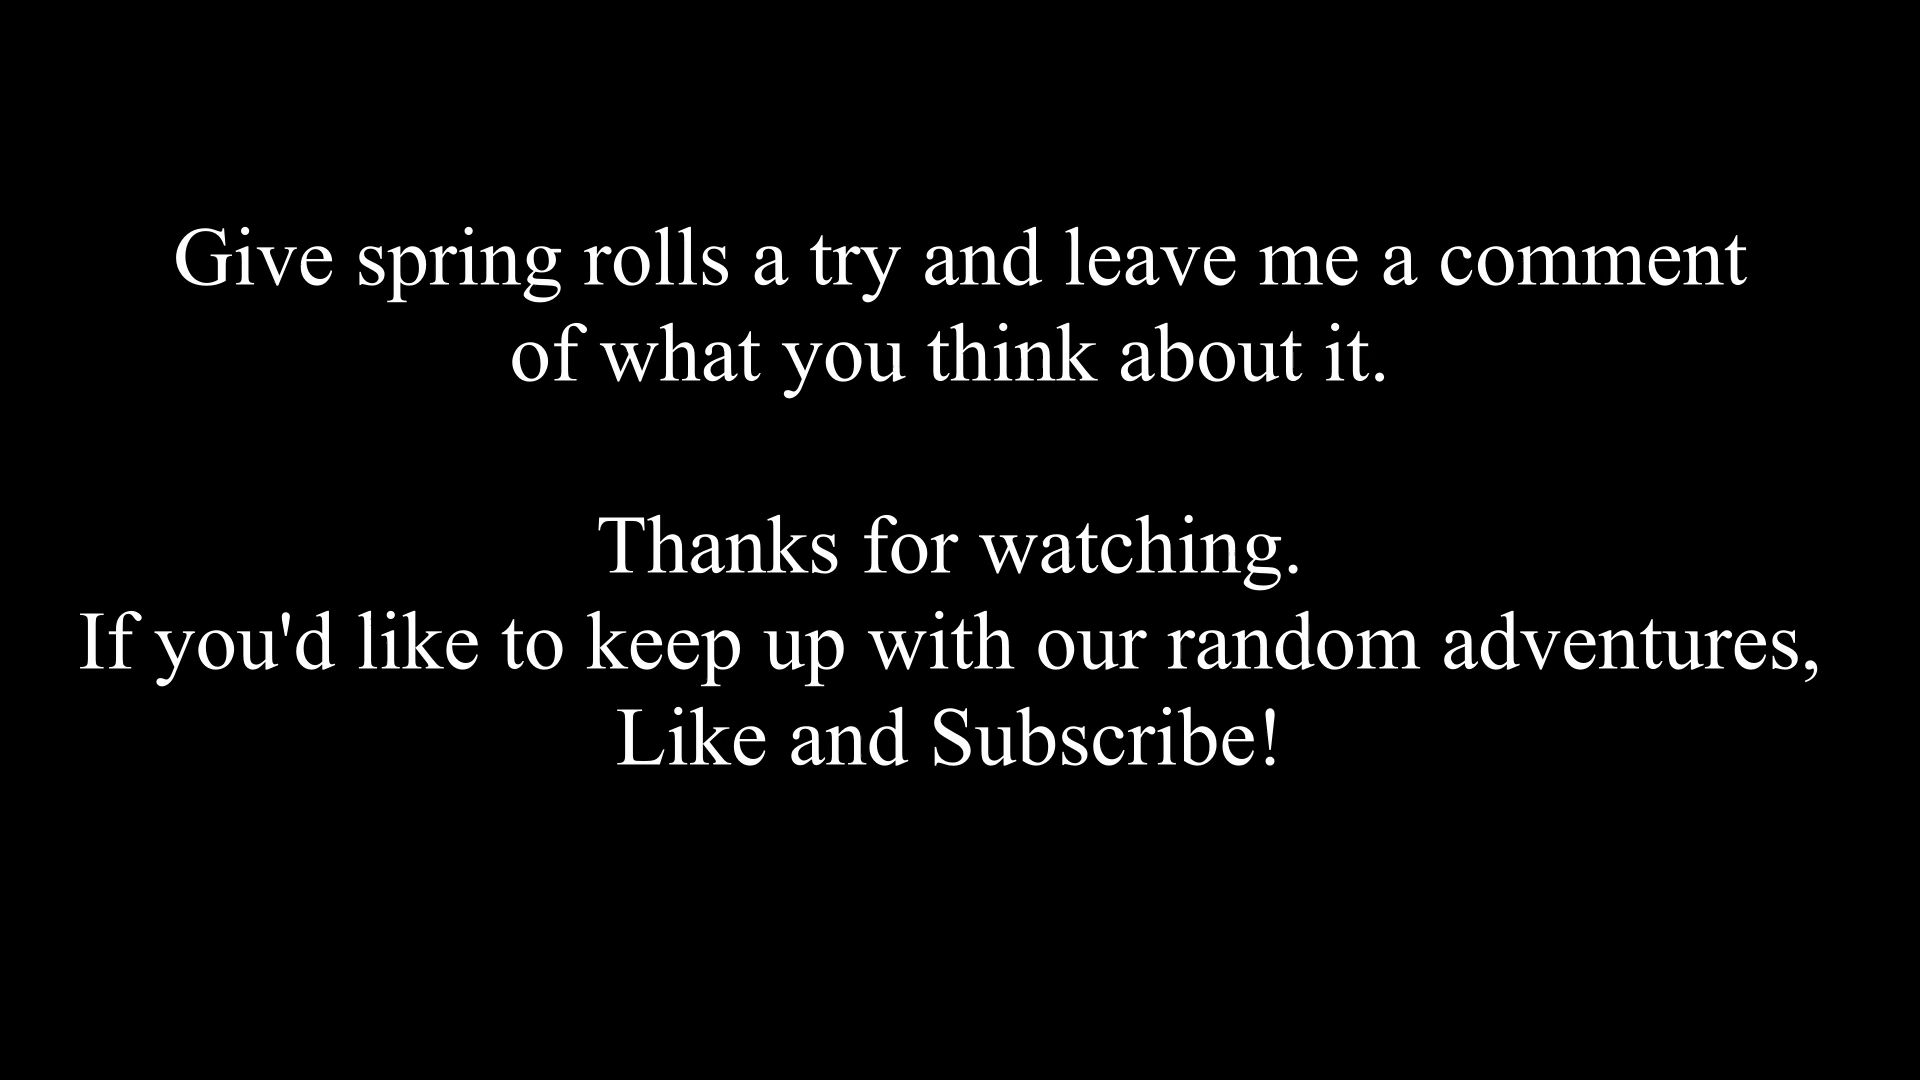 Give spring rolls a try and leave me a comment
of what you think about it.
Thanks for watching.
If you'd like to keep up with our random adventures,
Like and Subscribe!